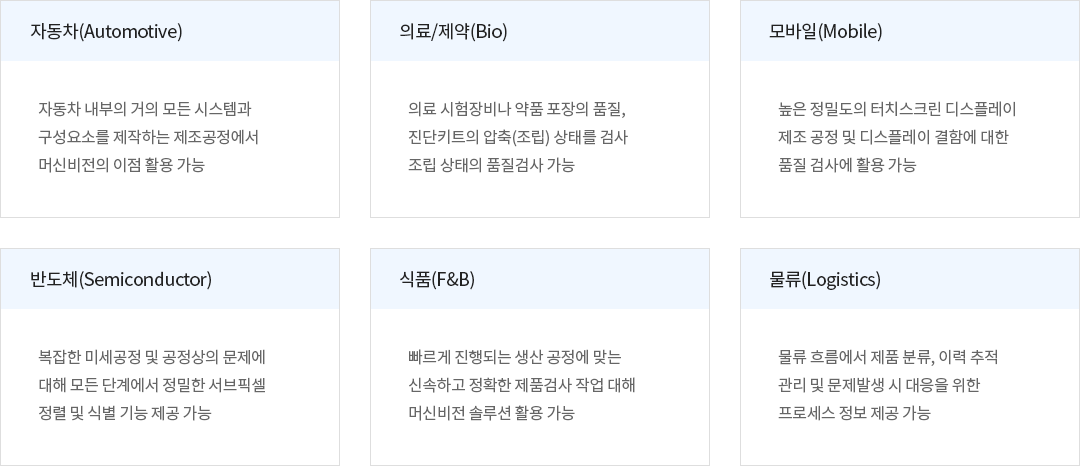 자동차(Automotive)
자동차 내부의 거의 모든 시스템과
구성요소를 제작하는 제조공정에서
머신비전의 이점 활용 가능
의료/제약(Bio)
의료 시험장비나 약품 포장의 품질,
진단키트의 압축(조립) 상태를 검사
조립 상태의 품질검사 가능
모바일(Mobile)
높은 정밀도의 터치스크린 디스플레이
제조 공정 및 디스플레이 결함에 대한
품질 검사에 활용 가능
반도체(Semiconductor)
복잡한 미세공정 및 공정상의 문제에
대해 모든 단계에서 정밀한 서브픽셀
정렬 및 식별 기능 제공 가능
식품(F&B)
빠르게 진행되는 생산 공정에 맞는
신속하고 정확한 제품검사 작업 대해
머신비전 솔루션 활용 가능
물류(Logistics)
물류 흐름에서 제품 분류, 이력 추적
관리 및 문제발생 시 대응을 위한
프로세스 정보 제공 가능